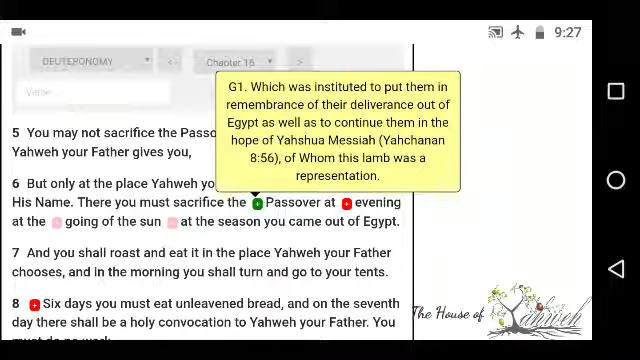 9:27
DEUTERONOMY
<-
Chapter 16
->
Verse...
G1. Which was instituted to put them in
remembrance of their deliverance out of
Egypt as well as to continue them in the
hope of Yahshua Messiah (Yahchanan
8:56), of Whom this lamb was a
representation.
5 You may not sacrifice the Passo
Yahweh your Father gives you,
6 But only at the place Yahweh yo
His Name. There you must sacrifice the + Passover at + evening
at the + going of the sun + at the season you came out of Egypt.
7 And you shall roast and eat it in the place Yahweh your Father
chooses, and in the morning you shall turn and go to your tents.
8 + Six days you must eat unleavened bread, and on the seventh
day there shall be a holy convocation to Yahweh your Father. You
must do no work
The House of Yahweh